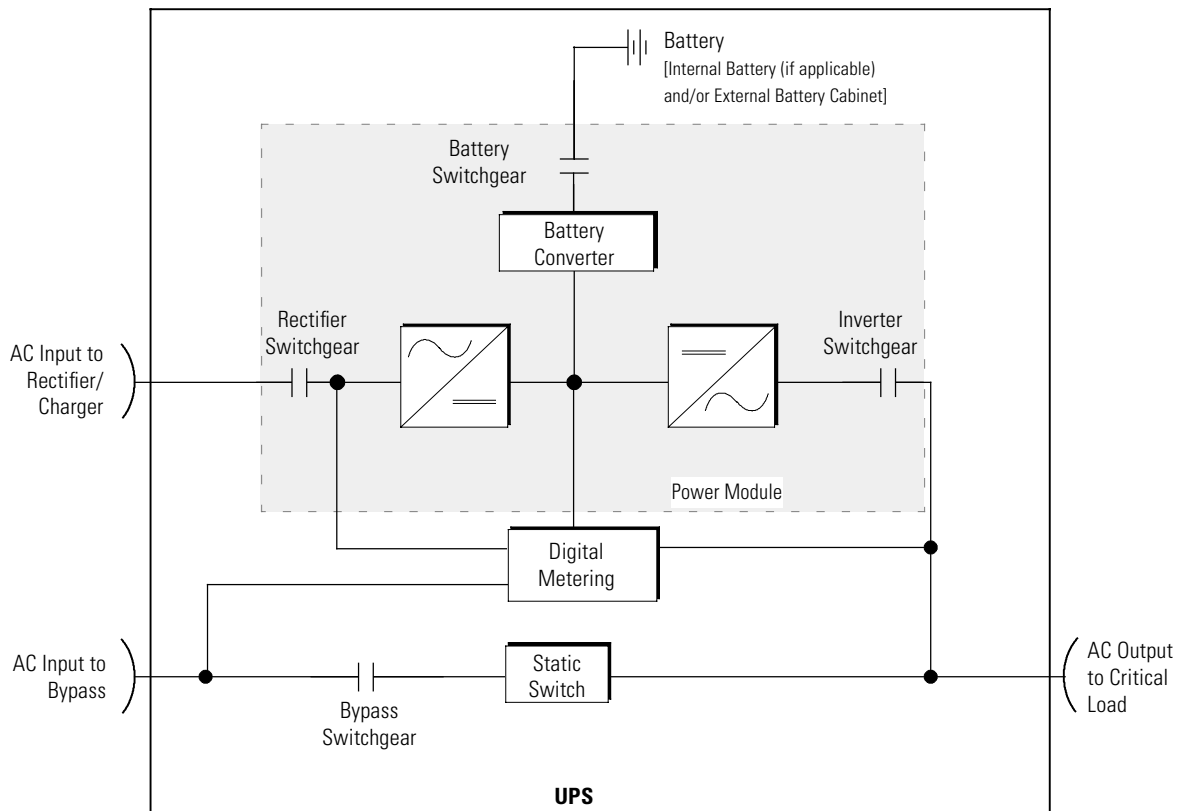 Battery
[Internal Battery (if applicable)
and/or External Battery Cabinet]
Battery
Switchgear
Battery
Converter
Rectifier
Switchgear
Inverter
Switchgear
AC Input to
Rectifier/
Charger
Power Module
Digital
Metering
AC Input to
Bypass
Static
Switch
AC Output
to Critical
Load
Bypass
Switchgear
UPS